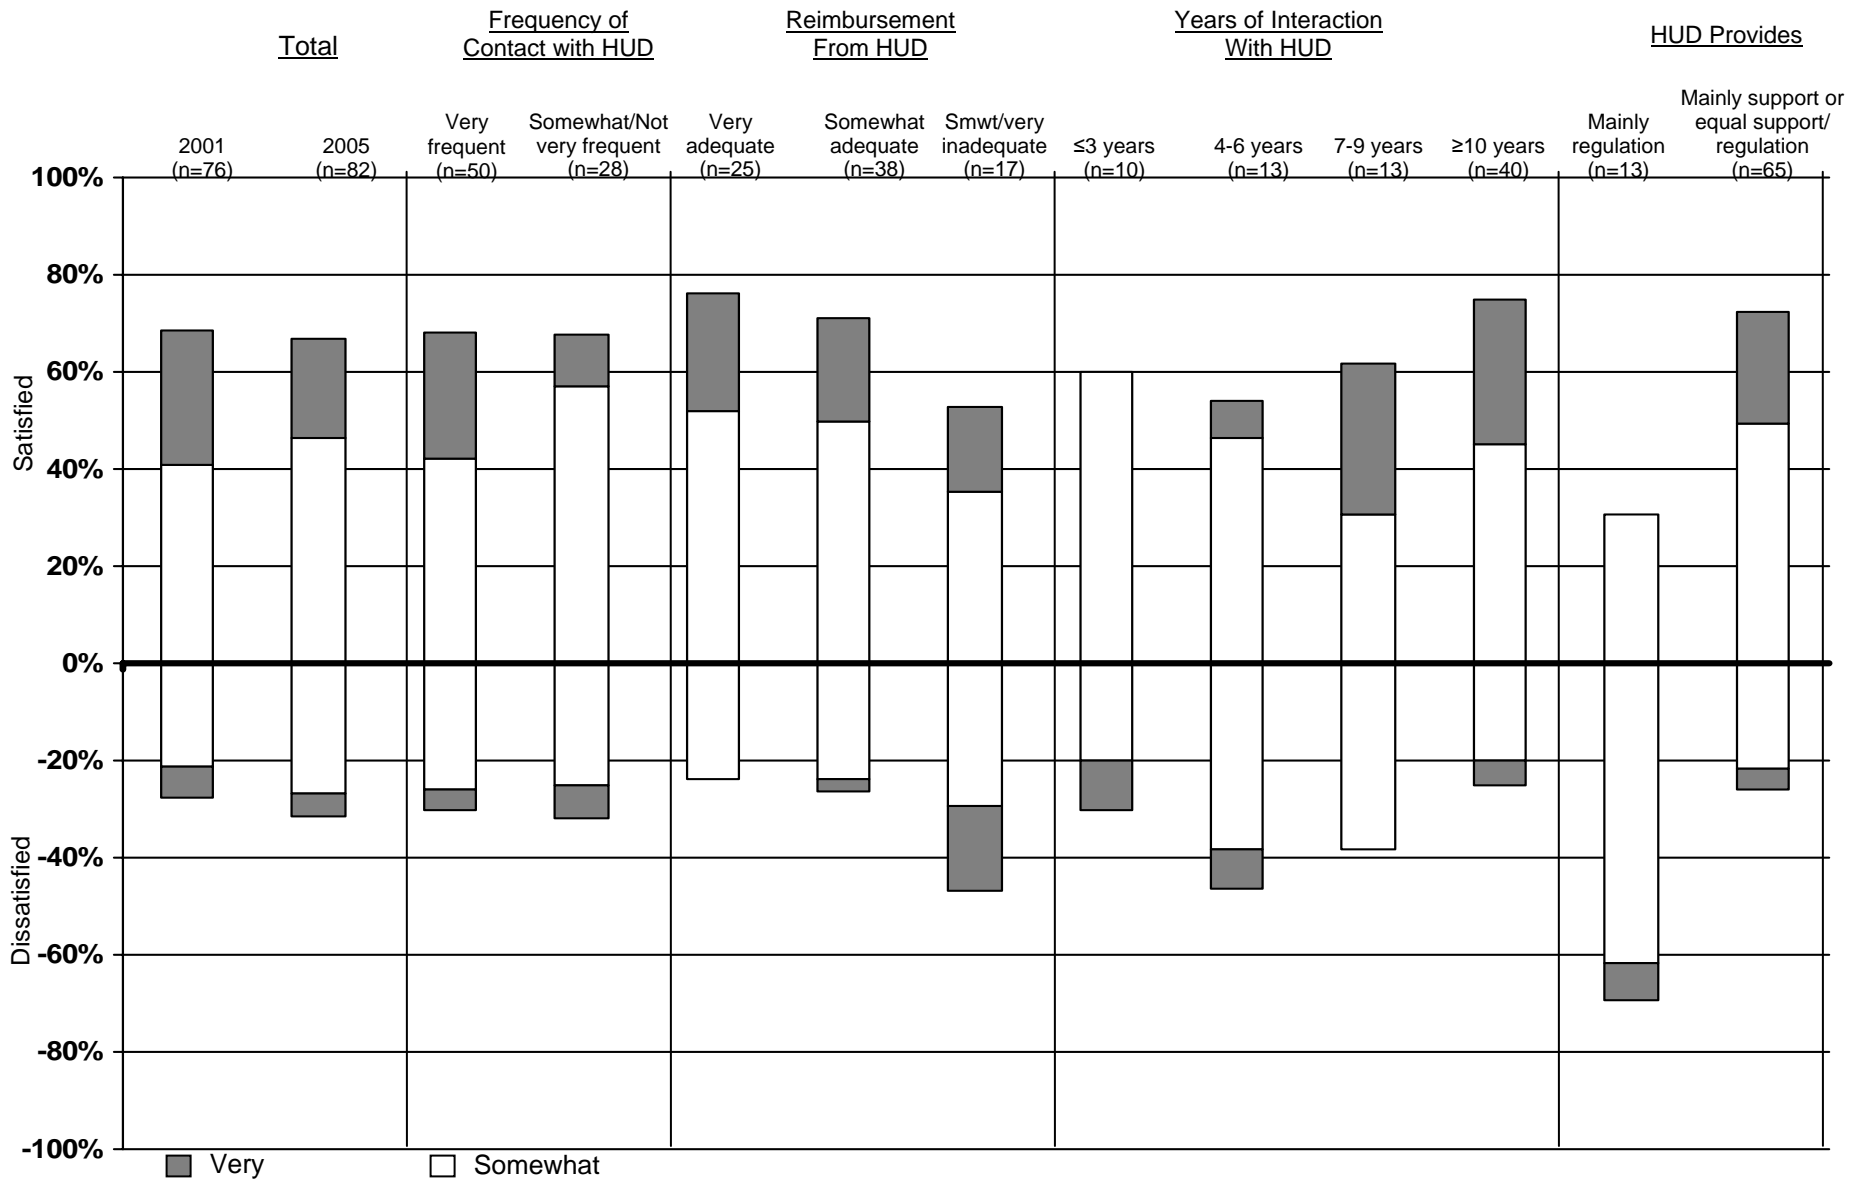 Total
Frequency of
Contact with HUD
Reimbursement
From HUD
Years of Interaction
With HUD
HUD Provides
2001
(n=76)
2005
(n=82)
Very
frequent
(n=50)
Somewhat/Not
very frequent
(n=28)
Very
adequate
(n=25)
Somewhat
adequate
(n=38)
Smwt/very
inadequate
(n=17)
≤3 years
(n=10)
4-6 years
(n=13)
7-9 years
(n=13)
≥10 years
(n=40)
Mainly
regulation
(n=13)
Mainly support or
equal support/
regulation
(n=65)
100%
80%
60%
40%
20%
0%
-20%
-40%
-60%
-80%
-100%
Satisfied
Dissatisfied
Very
Somewhat